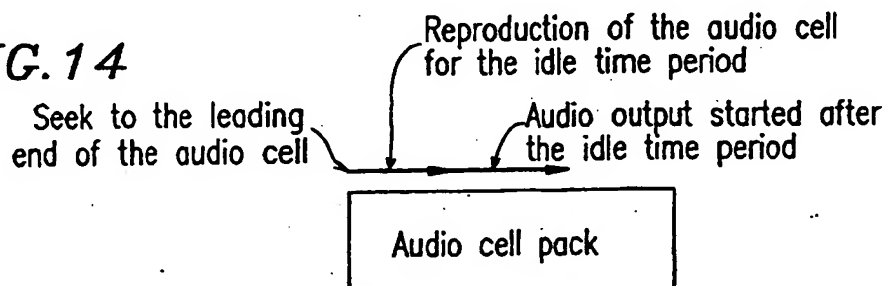 G.14
Reproduction of the audio cell
for the idle time period
Seek to the leading
end of the audio cell
Audio output started after
the idle time period
Audio cell pack